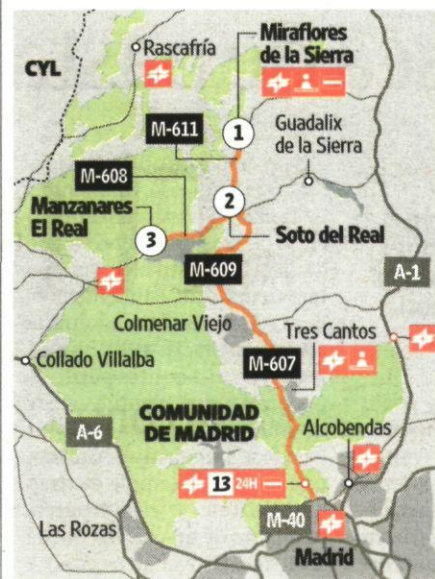 Rascafría
CYL
Miraflores
de la Sierra
M-611
1
Guadalix
de la Sierra
M-608
2
Manzanares
El Real
3
Soto del Real
M-609
A-1
Colmenar Viejo
Tres Cantos
M-607
Collado Villalba
COMUNIDAD
DE MADRID
Alcobendas
A-6
13 24H
M-40
Las Rozas
Madrid